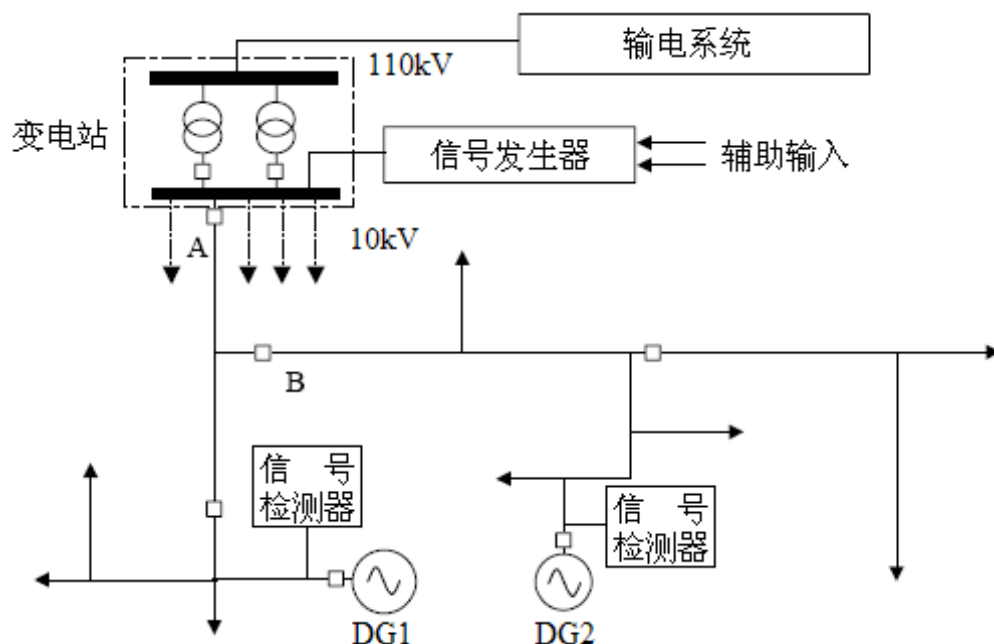 输电系统
110kV
变电站
信号发生器
辅助输入
10kV
A
B
信 号
检测器
信 号
检测器
DG1
DG2